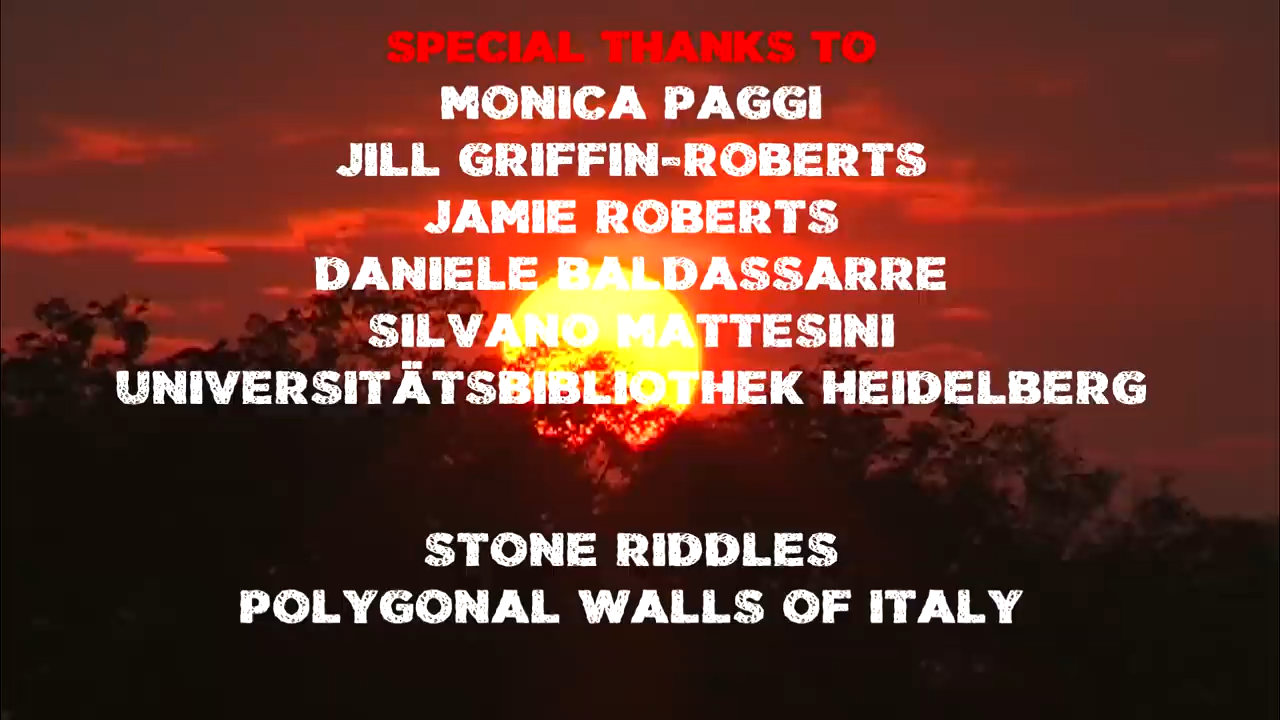 SPECIAL THANKS TO
MONICA PAGGI
JILL GRIFFIN-ROBERTS
JAMIE ROBERTS
DANIELE BALDASSARRE
SILVANO MATTESINI
UNIVERSITÄTSBIBLIOTHEK HEIDELBERG
STONE RIDDLES
POLYGONAL WALLS OF ITALY